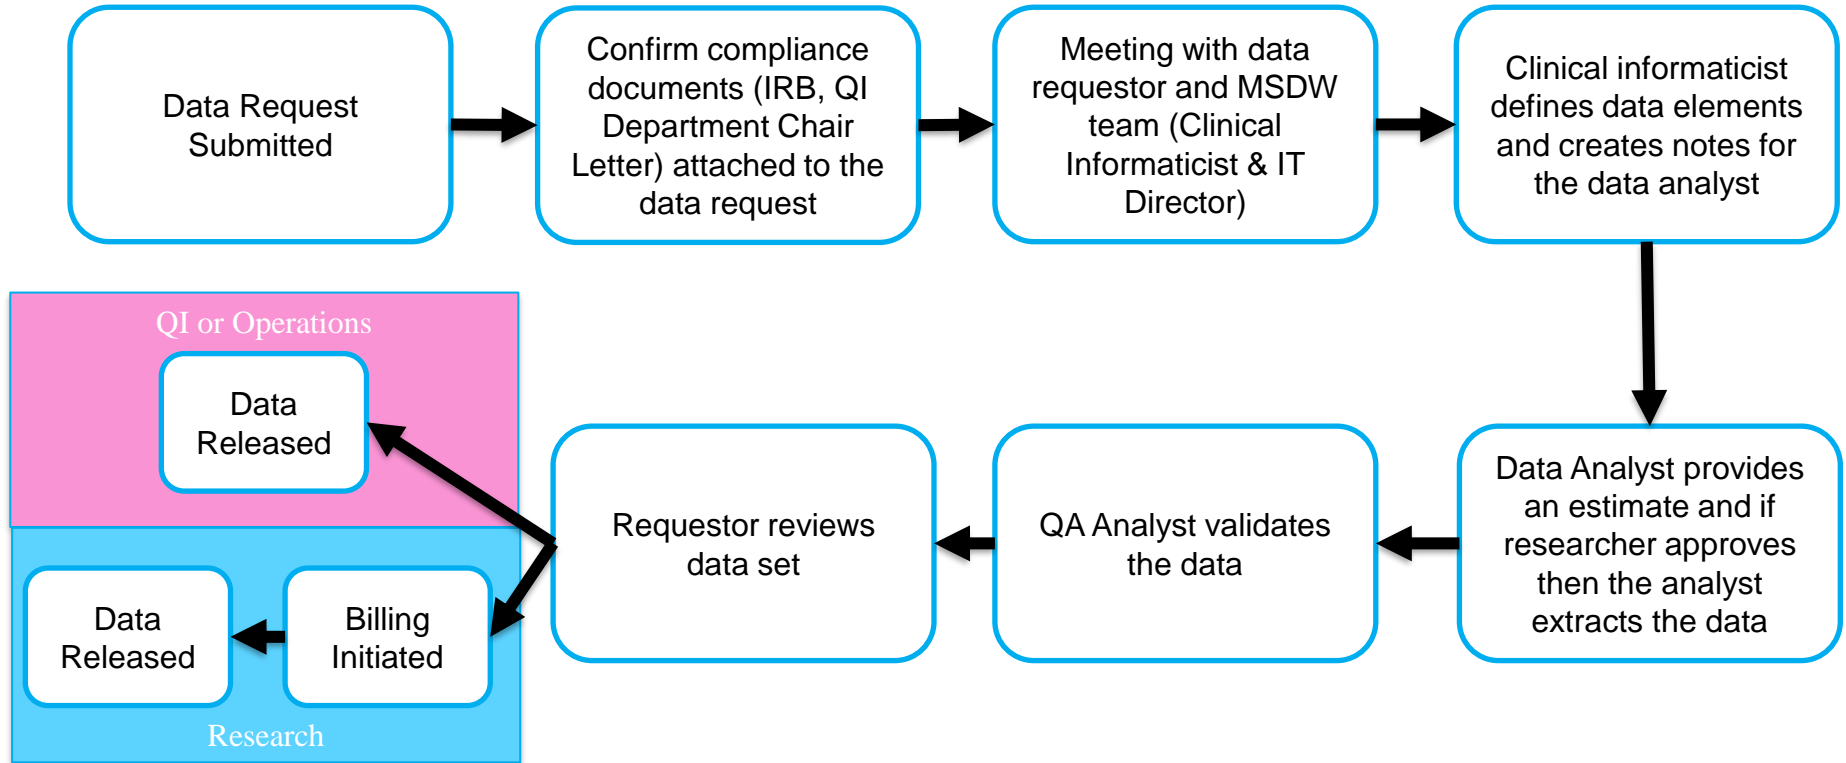 Data Request
Submitted
Confirm compliance
documents (IRB, QI
Department Chair
Letter) attached to the
data request
Meeting with data
requestor and MSDW
team (Clinical
Informaticist & IT
Director)
Clinical informaticist
defines data elements
and creates notes for
the data analyst
Data Analyst provides
an estimate and if
researcher approves
then the analyst
extracts the data
QA Analyst validates
the data
Requestor reviews
data set
QI or Operations
Data
Released
Billing
Initiated
Data
Released
Research